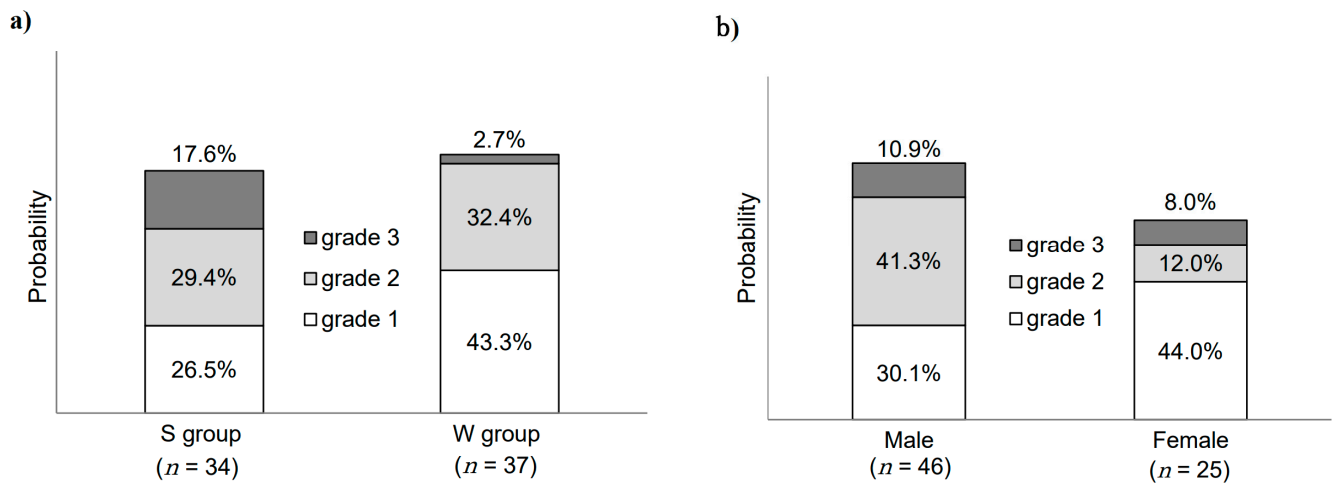 a)
Probability
17.6%
29.4%
26.5%
grade 3
grade 2
grade 1
2.7%
32.4%
43.3%
S group
(n = 34)
W group
(n = 37)
b)
Probability
10.9%
41.3%
30.1%
grade 3
grade 2
grade 1
8.0%
12.0%
44.0%
Male
(n = 46)
Female
(n = 25)